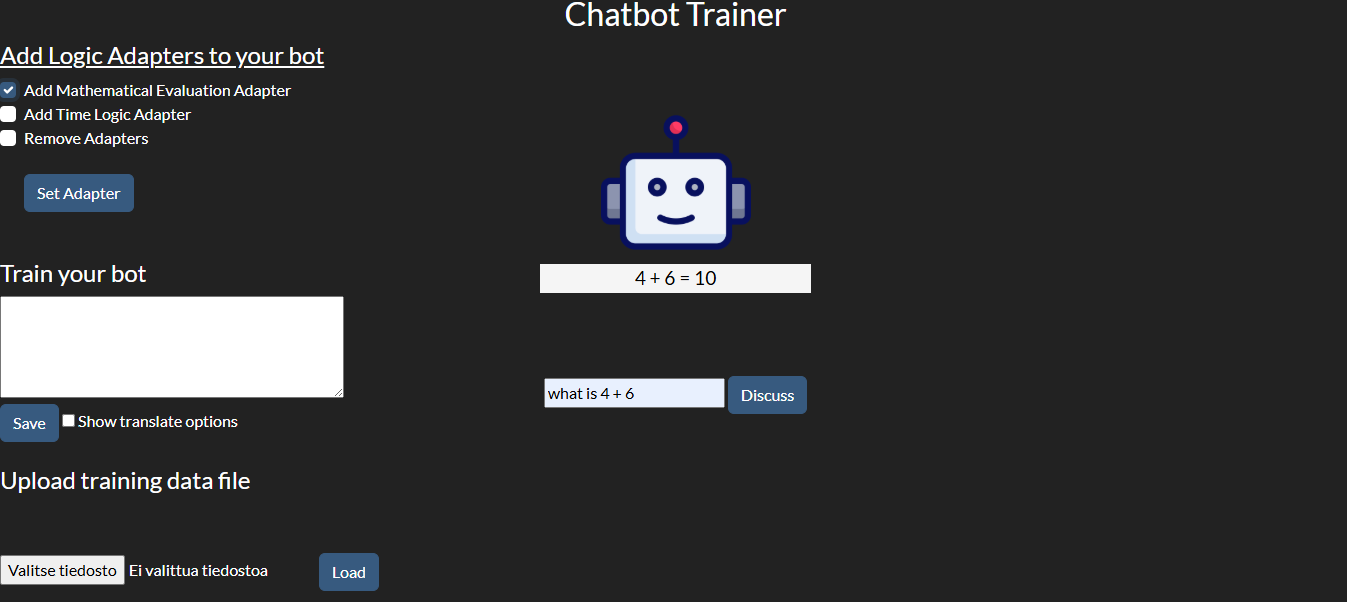 Chatbot Trainer
Add Logic Adapters to your bot
Add Mathematical Evaluation Adapter
Add Time Logic Adapter
Remove Adapters
Set Adapter
4 + 6 = 10
Train your bot
what is 4 + 6
Discuss
Save
Show translate options
Upload training data file
Valitse tiedosto
Ei valittua tiedostoa
Load